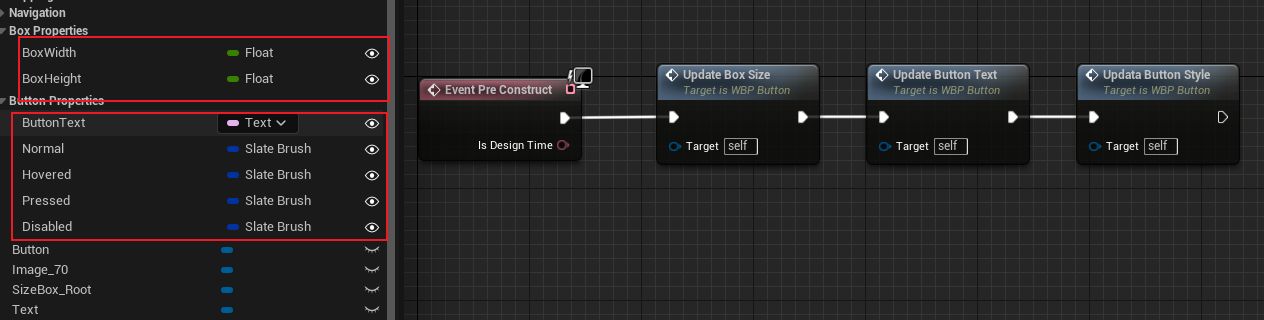 Navigation
Box Properties
BoxWidth Float
BoxHeight Float
Button Properties
ButtonText Text
Normal Slate Brush
Hovered Slate Brush
Pressed Slate Brush
Disabled Slate Brush
Button
Image_70
SizeBox_Root
Text
Event Pre Construct
Is Design Time
Update Box Size
Target is WBP Button
Target self
Update Button Text
Target is WBP Button
Target self
Updata Button Style
Target is WBP Button
Target self